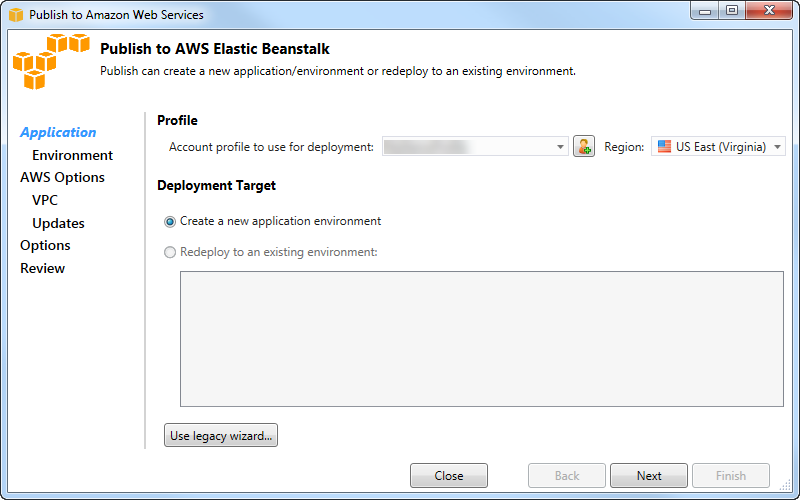 Publish to Amazon Web Services
Publish to AWS Elastic Beanstalk
Publish can create a new application/environment or redeploy to an existing environment.
Application
Environment
AWS Options
VPC
Updates
Options
Review
Profile
Account profile to use for deployment:
Region:
US East (Virginia)
Deployment Target
Create a new application environment
Redeploy to an existing environment:
Use legacy wizard...
Close
Back
Next
Finish